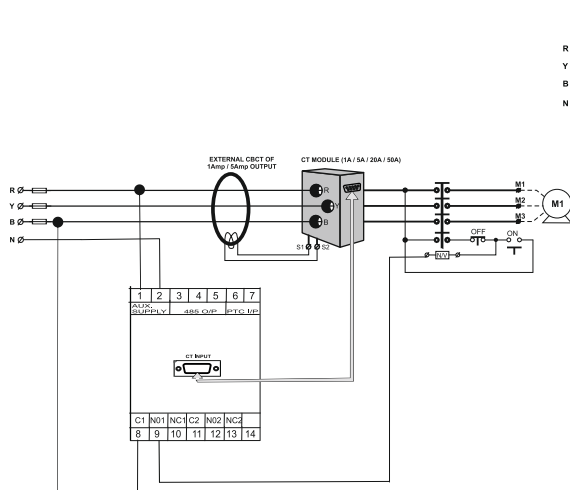 R
Y
B
N
EXTERNAL CBCT OF
1Amp / 5Amp OUTPUT
CT MODULE (1A / 5A / 20A / 50A)
R
Y
B
N
R
Y
B
S1
S2
M1
M2
M3
M1
OFF
ON
N/V
1 2 3 4 5 6 7
AUX.
SUPPLY 485 O/P PTC I/P
CT INPUT
C1 N01 NC1 C2 N02 NC2
8 9 10 11 12 13 14